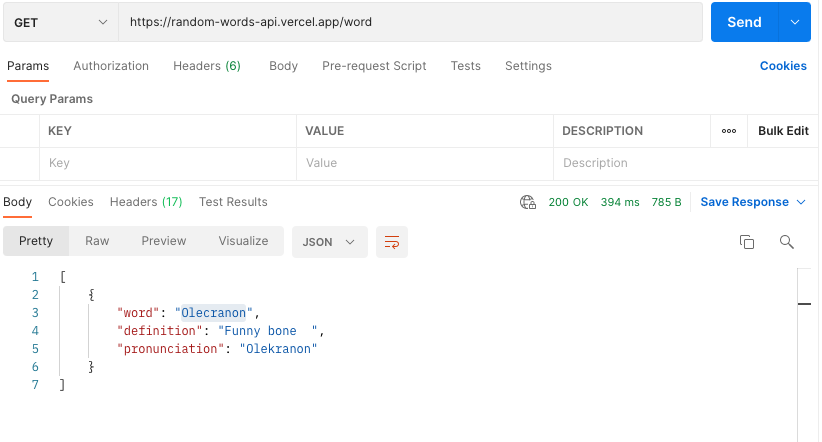 GET https://random-words-api.vercel.app/word Send
Params Authorization Headers (6) Body Pre-request Script Tests Settings Cookies
Query Params
KEY VALUE DESCRIPTION ooo Bulk Edit
Key Value Description
Body Cookies Headers (17) Test Results 200 OK 394 ms 785 B Save Response
Pretty Raw Preview Visualize JSON
1 [
2 {
3 "word": "Olecranon",
4 "definition": "Funny bone  ",
5 "pronunciation": "Olekranon"
6 }
7 ]